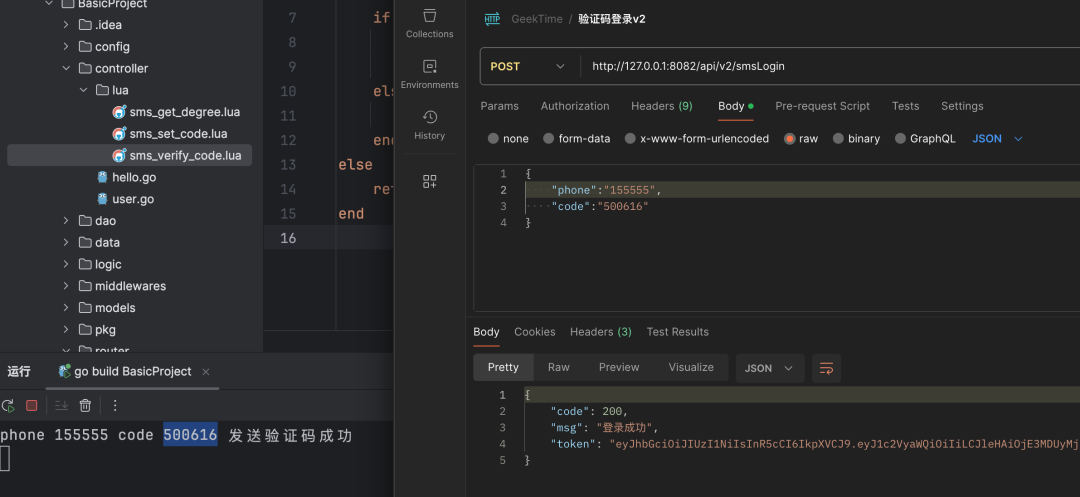 BasicProject
.idea
config
controller
lua
sms_get_degree.lua
sms_set_code.lua
sms_verify_code.lua
hello.go
user.go
dao
data
logic
middlewares
models
pkg
router
7 if
8
9
10 els
11
12 end
13 else
14 ret
15 end
16
Collections
Environments
History
HTTP GeekTime / 验证码登录v2
POST http://127.0.0.1:8082/api/v2/smsLogin
Params Authorization Headers (9) Body Pre-request Script Tests Settings
none form-data x-www-form-urlencoded raw binary GraphQL JSON
1 {
2 "phone":"155555",
3 "code":"500616"
4 }
Body Cookies Headers (3) Test Results
Pretty Raw Preview Visualize JSON
1 {
2 "code": 200,
3 "msg": "登录成功",
4 "token": "eyJhbGciOiJIUzI1NiIsInR5cCI6IkpXVCJ9.eyJ1c2VyaWQiOiIiLCJleHAiOjE3MDUyMj
5 }
运行 go build BasicProject ×
phone 155555 code 500616 发送验证码成功